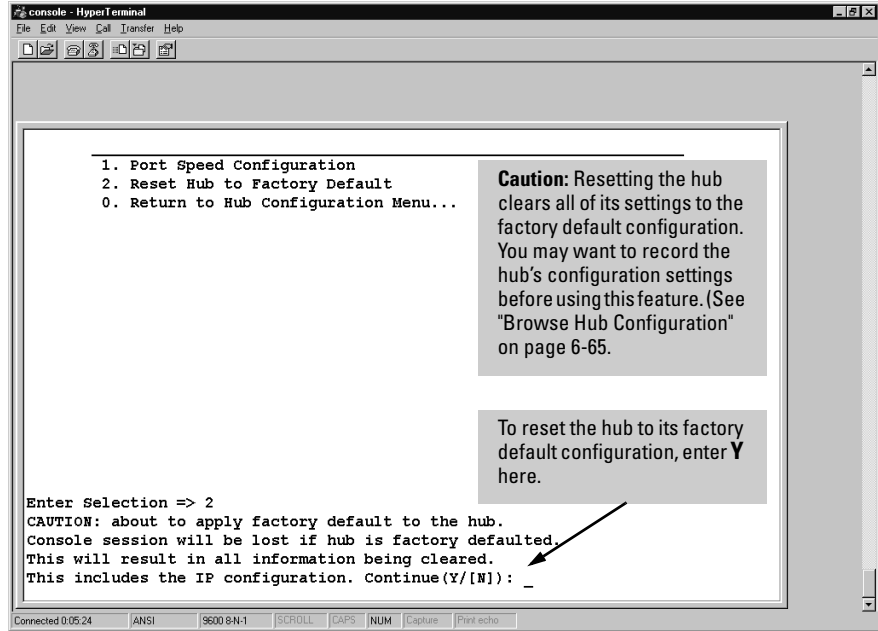 console - HyperTerminal
File Edit View Call Transfer Help
1. Port Speed Configuration
2. Reset Hub to Factory Default
0. Return to Hub Configuration Menu...
Caution: Resetting the hub
clears all of its settings to the
factory default configuration.
You may want to record the
hub's configuration settings
before using this feature. (See
"Browse Hub Configuration"
on page 6-65.
To reset the hub to its factory
default configuration, enter Y
here.
Enter Selection => 2
CAUTION: about to apply factory default to the hub.
Console session will be lost if hub is factory defaulted.
This will result in all information being cleared.
This includes the IP configuration. Continue(Y/[N]): _
Connected 0:05:24 ANSI 9600 8-N-1 SCROLL CAPS NUM Capture Print echo